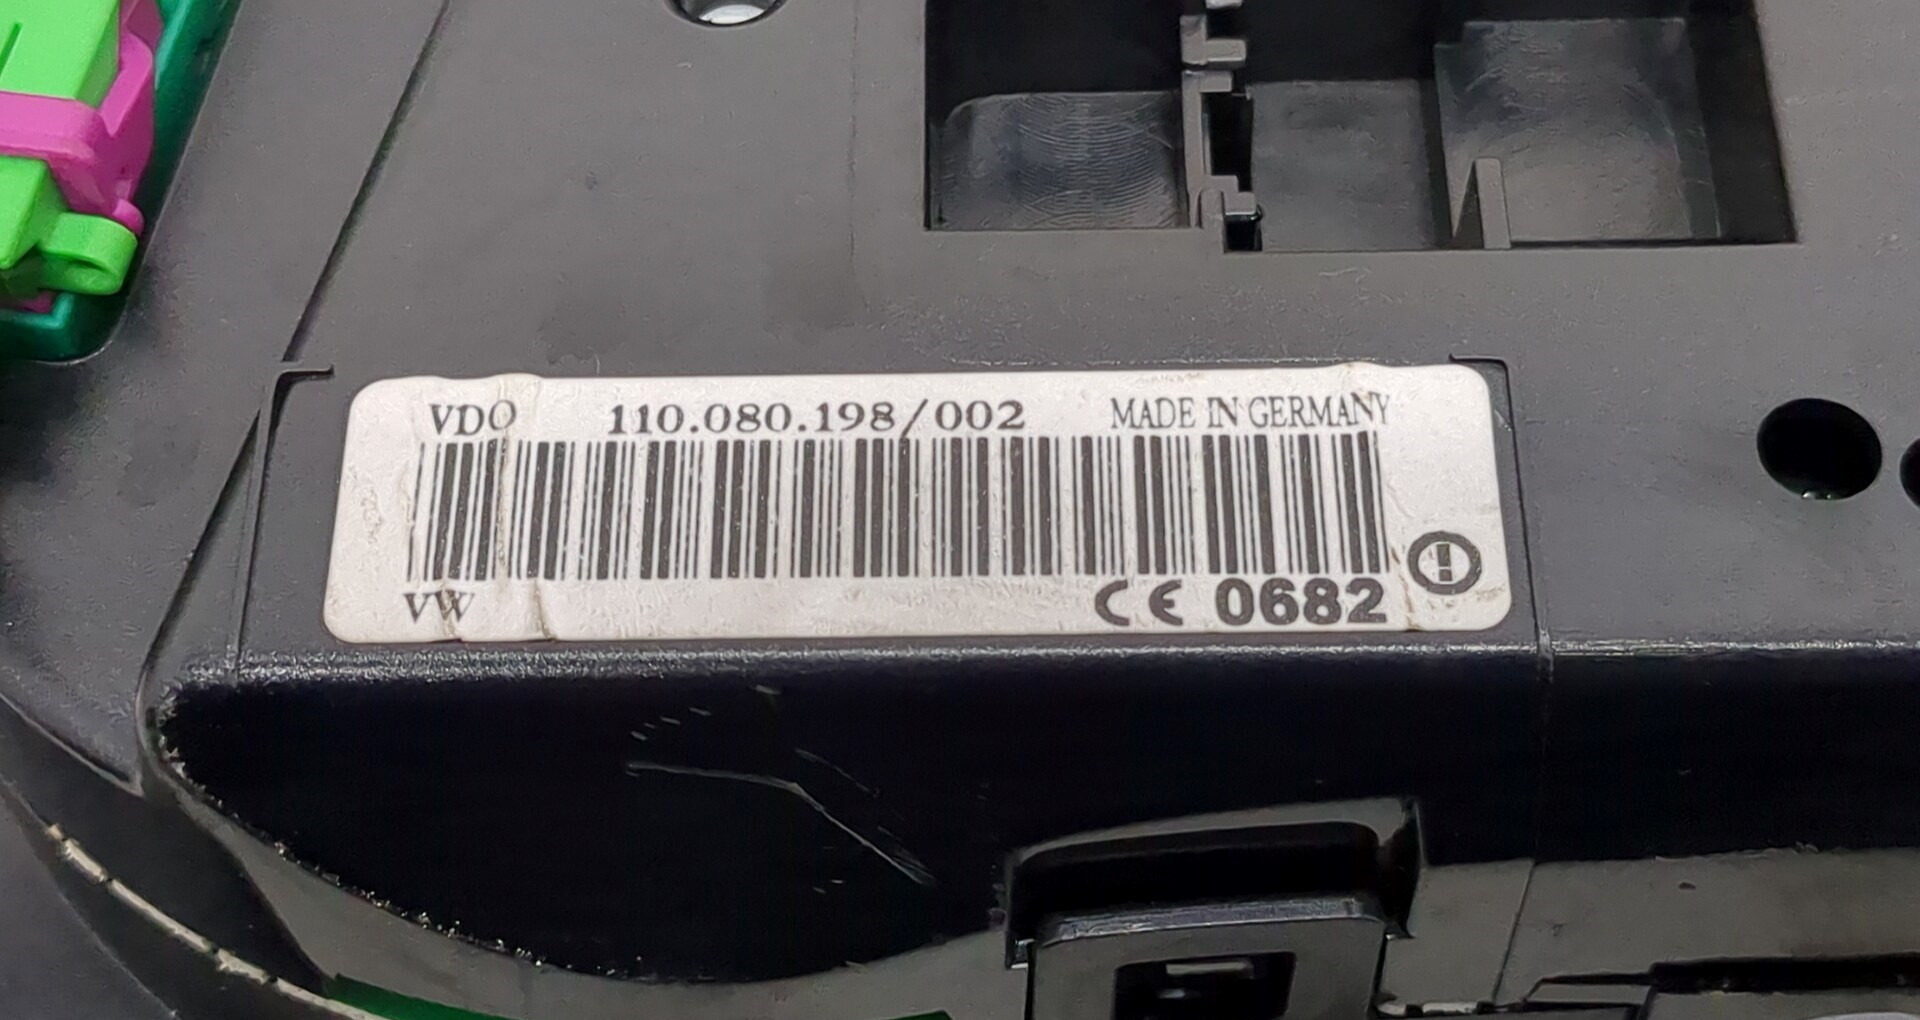 VDO 110.080.198/002 MADE IN GERMANY
VW CE 0682